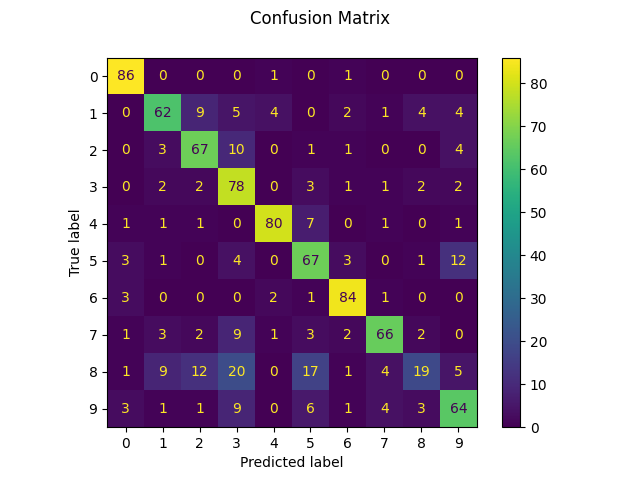 Confusion Matrix
0 86 0 0 0 1 0 1 0 0 0
1 0 62 9 5 4 0 2 1 4 4
2 0 3 67 10 0 1 1 0 0 4
3 0 2 2 78 0 3 1 1 2 2
4 1 1 1 0 80 7 0 1 0 1
5 3 1 0 4 0 67 3 0 1 12
6 3 0 0 0 2 1 84 1 0 0
7 1 3 2 9 1 3 2 66 2 0
8 1 9 12 20 0 17 1 4 19 5
9 3 1 1 9 0 6 1 4 3 64
0 1 2 3 4 5 6 7 8 9
Predicted label
True label
80
70
60
50
40
30
20
10
0